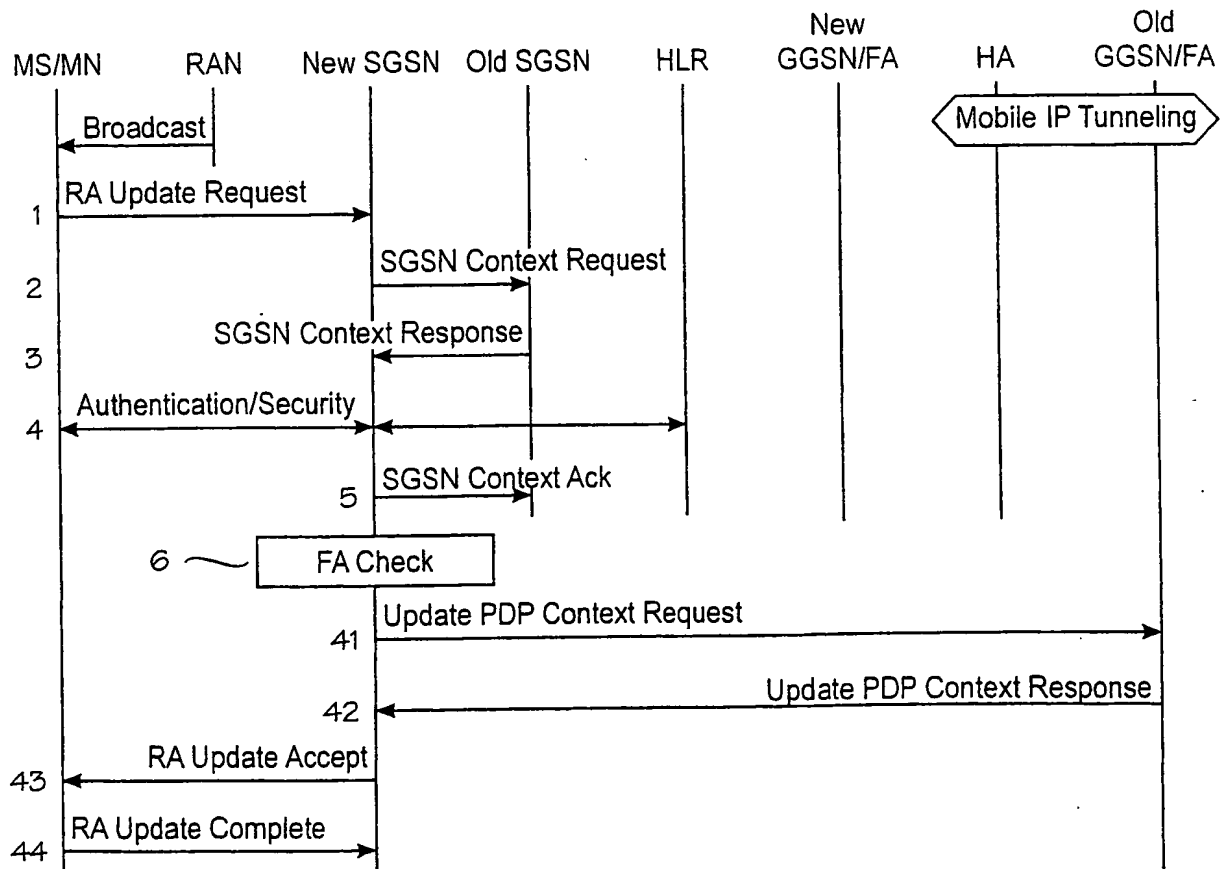 New
Old
MS/MN RAN New SGSN Old SGSN HLR GGSN/FA HA GGSN/FA
Mobile IP Tunneling
Broadcast
RA Update Request
1
SGSN Context Request
2
SGSN Context Response
3
Authentication/Security
4
SGSN Context Ack
5
6 FA Check
Update PDP Context Request
41
Update PDP Context Response
42
RA Update Accept
43
RA Update Complete
44